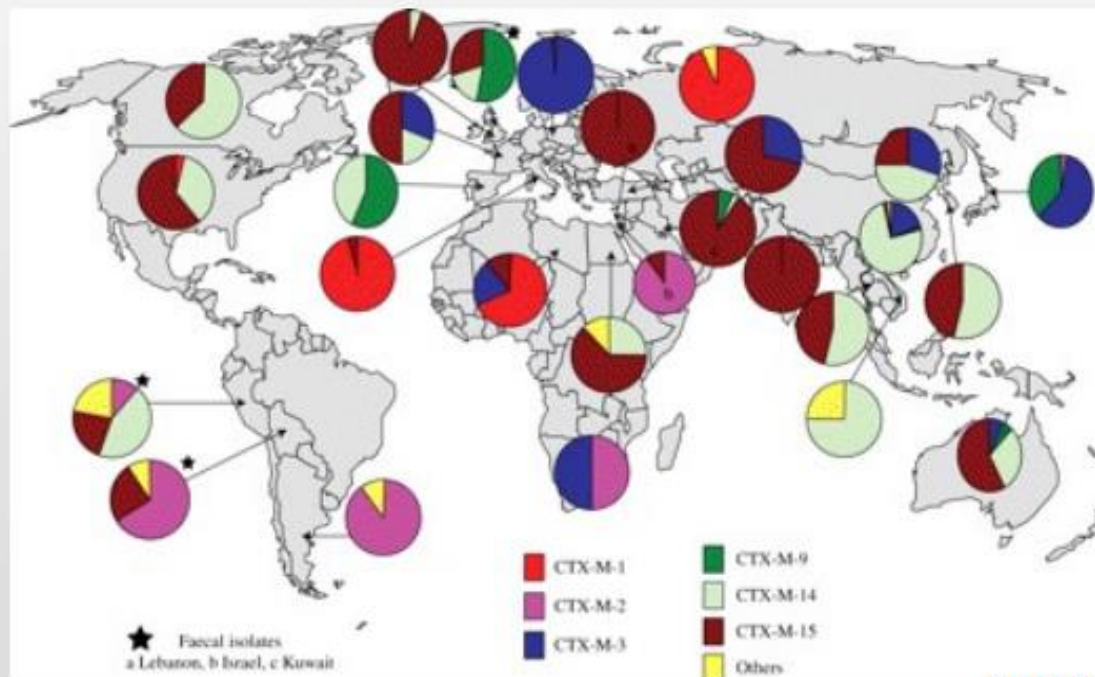 CTX-M-1
CTX-M-2
CTX-M-3
CTX-M-9
CTX-M-14
CTX-M-15
Others
Faecal isolates
a Lebanon, b Israel, c Kuwait